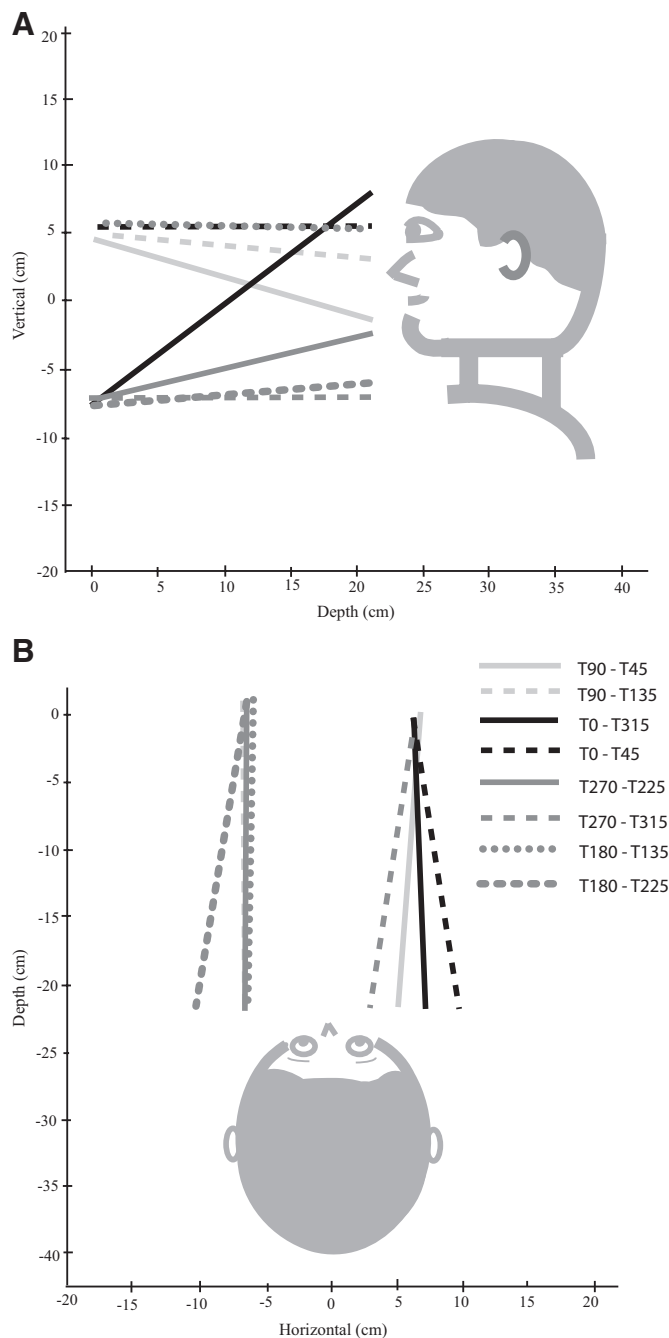 A
20
15
10
5
0
-5
-10
-15
-20
Vertical (cm)
0 5 10 15 20 25 30 35 40
Depth (cm)
B
T90 - T45
T90 - T135
T0 - T315
T0 - T45
T270 -T225
T270 - T315
T180 - T135
T180 - T225
0
-5
-10
-15
-20
-25
-30
-35
-40
Depth (cm)
-20 -15 -10 -5 0 5 10 15 20
Horizontal (cm)